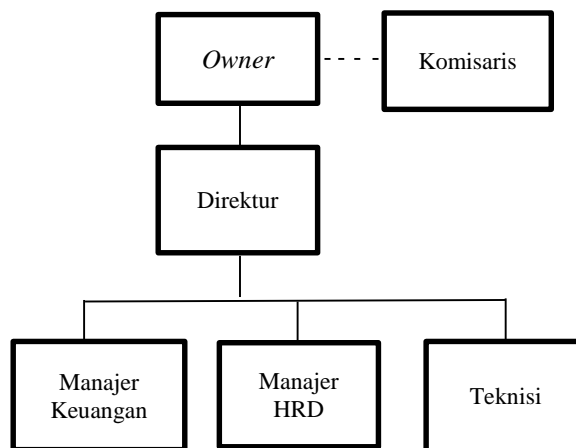 Owner
Komisaris
Direktur
Manajer
Keuangan
Manajer
HRD
Teknisi